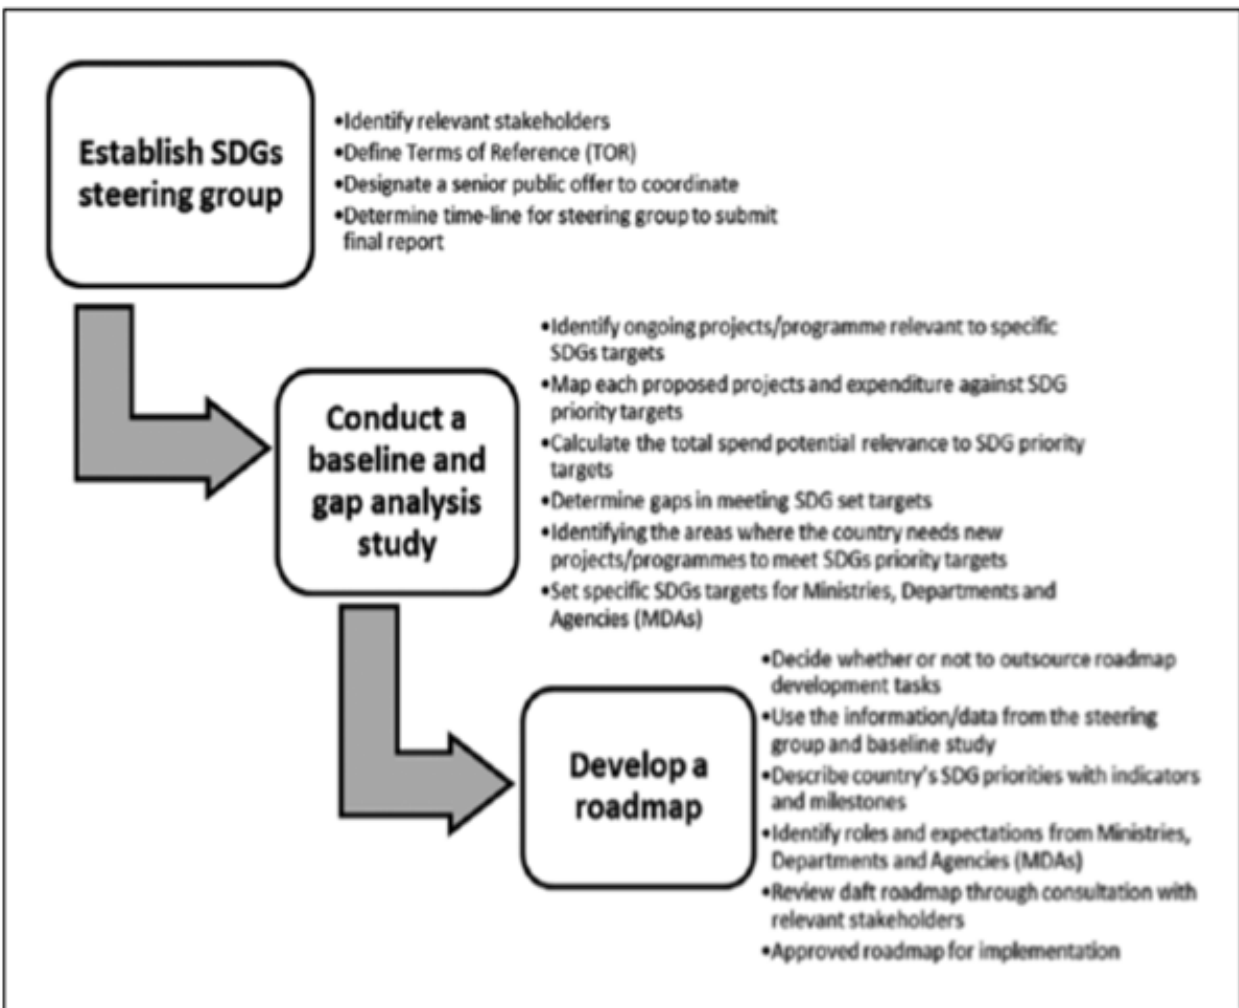 Establish SDGs
steering group
•Identify relevant stakeholders
•Define Terms of Reference (TOR)
•Designate a senior public offer to coordinate
•Determine time-line for steering group to submit
final report
Conduct a
baseline and
gap analysis
study
•Identify ongoing projects/programme relevant to specific
SDGs targets
•Map each proposed projects and expenditure against SDG
priority targets
•Calculate the total spend potential relevance to SDG priority
targets
•Determine gaps in meeting SDG set targets
•Identifying the areas where the country needs new
projects/programmes to meet SDGs priority targets
•Set specific SDGs targets for Ministries, Departments and
Agencies (MDAs)
Develop a
roadmap
•Decide whether or not to outsource roadmap
development tasks
•Use the information/data from the steering
group and baseline study
•Describe country's SDG priorities with indicators
and milestones
•Identify roles and expectations from Ministries,
Departments and Agencies (MDAs)
•Review daft roadmap through consultation with
relevant stakeholders
•Approved roadmap for implementation